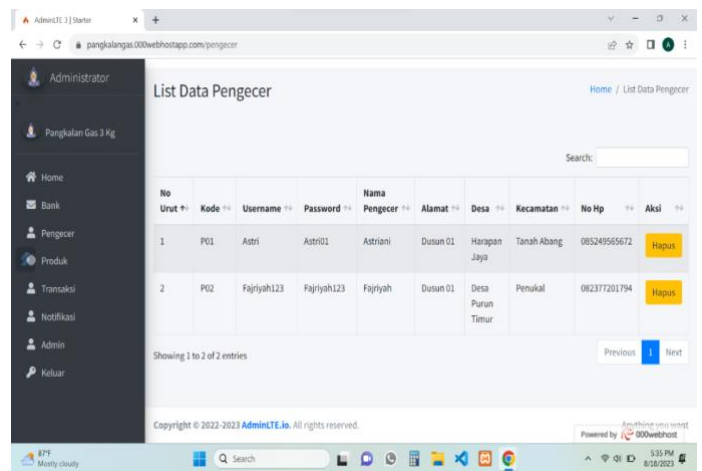 AdminLTE 3 | Starter
pangkalangas.000webhostapp.com/pengecer
Administrator
Pangkalan Gas 3 Kg
Home
Bank
Pengecer
Produk
Transaksi
Notifikasi
Admin
Keluar
List Data Pengecer
Home / List Data Pengecer
Search:
No Urut Kode Username Password Nama Pengecer Alamat Desa Kecamatan No Hp Aksi
1 P01 Astri Astri01 Astriani Dusun 01 Harapan Jaya Tanah Abang 085249565672 Hapus
2 P02 Fajriyah123 Fajriyah123 Fajriyah Dusun 01 Desa Purun Timur Penukal 082377201794 Hapus
Showing 1 to 2 of 2 entries
Previous 1 Next
Copyright © 2022-2023 AdminLTE.io. All rights reserved.
Anything you want
Powered by 000webhost
87°F
Mostly cloudy
Search
5:35 PM
8/18/2023